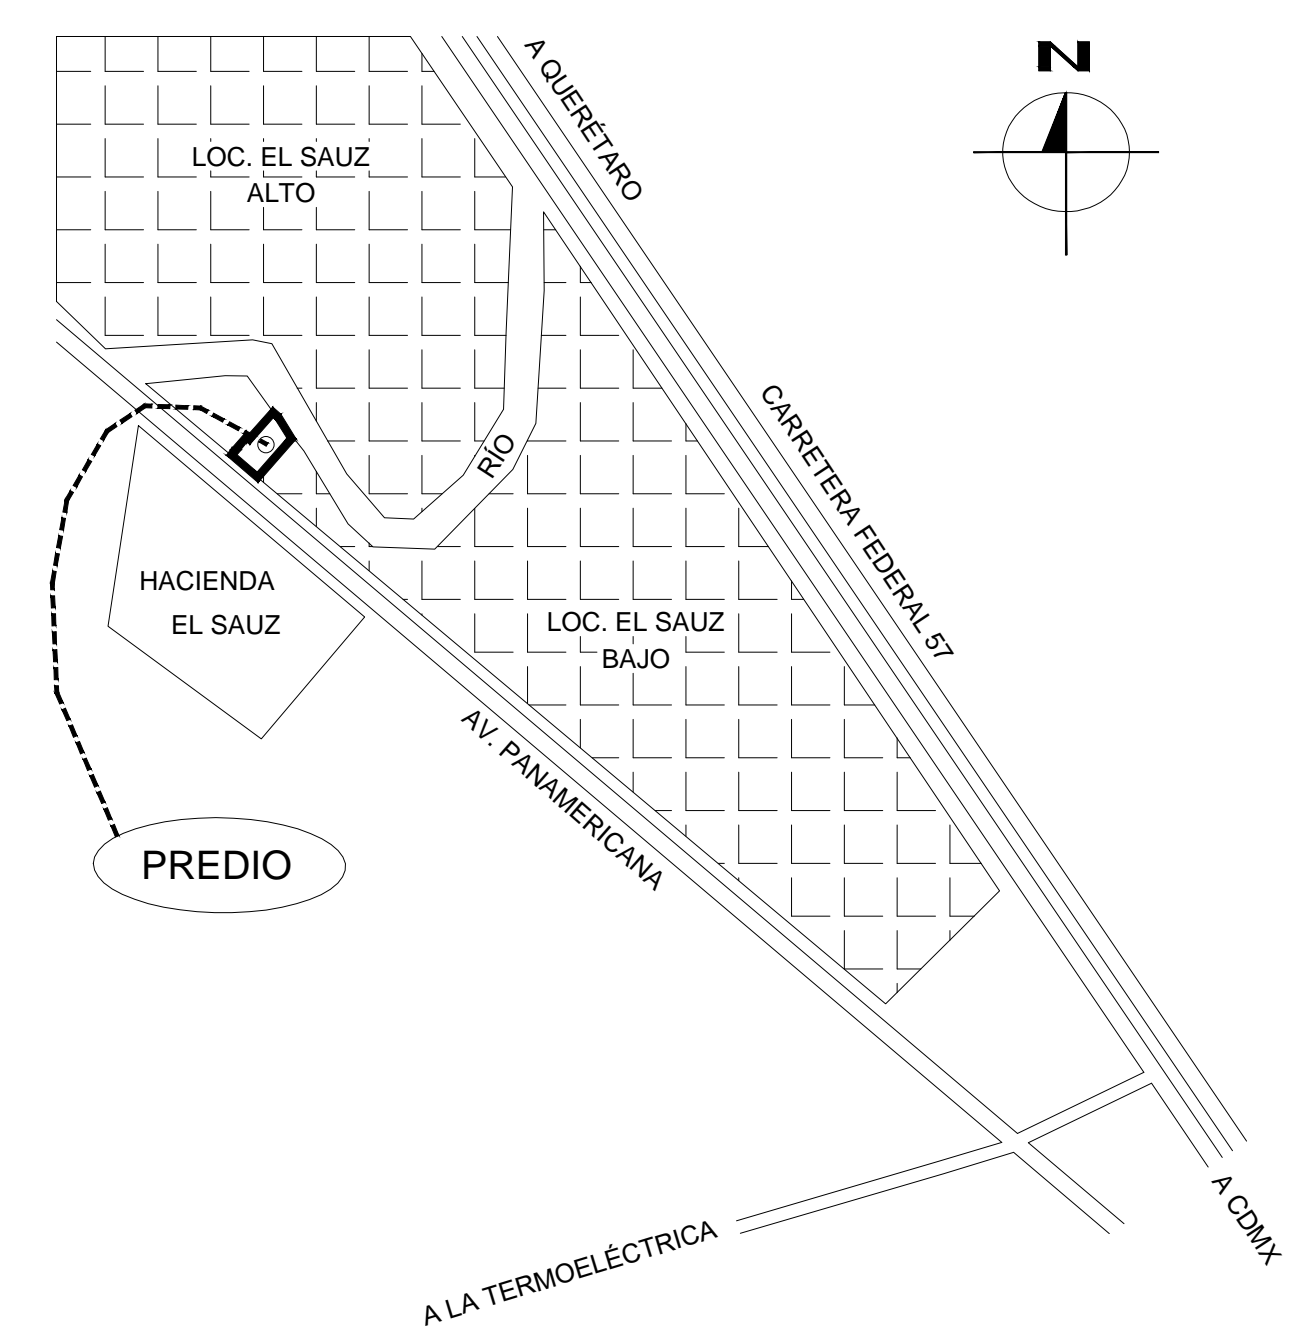 A QUERÉTARO
N
LOC. EL SAUZ
ALTO
CARRETERA FEDERAL 57
RÍO
HACIENDA
EL SAUZ
LOC. EL SAUZ
BAJO
AV. PANAMERICANA
PREDIO
A CDMX
A LA TERMOELÉCTRICA